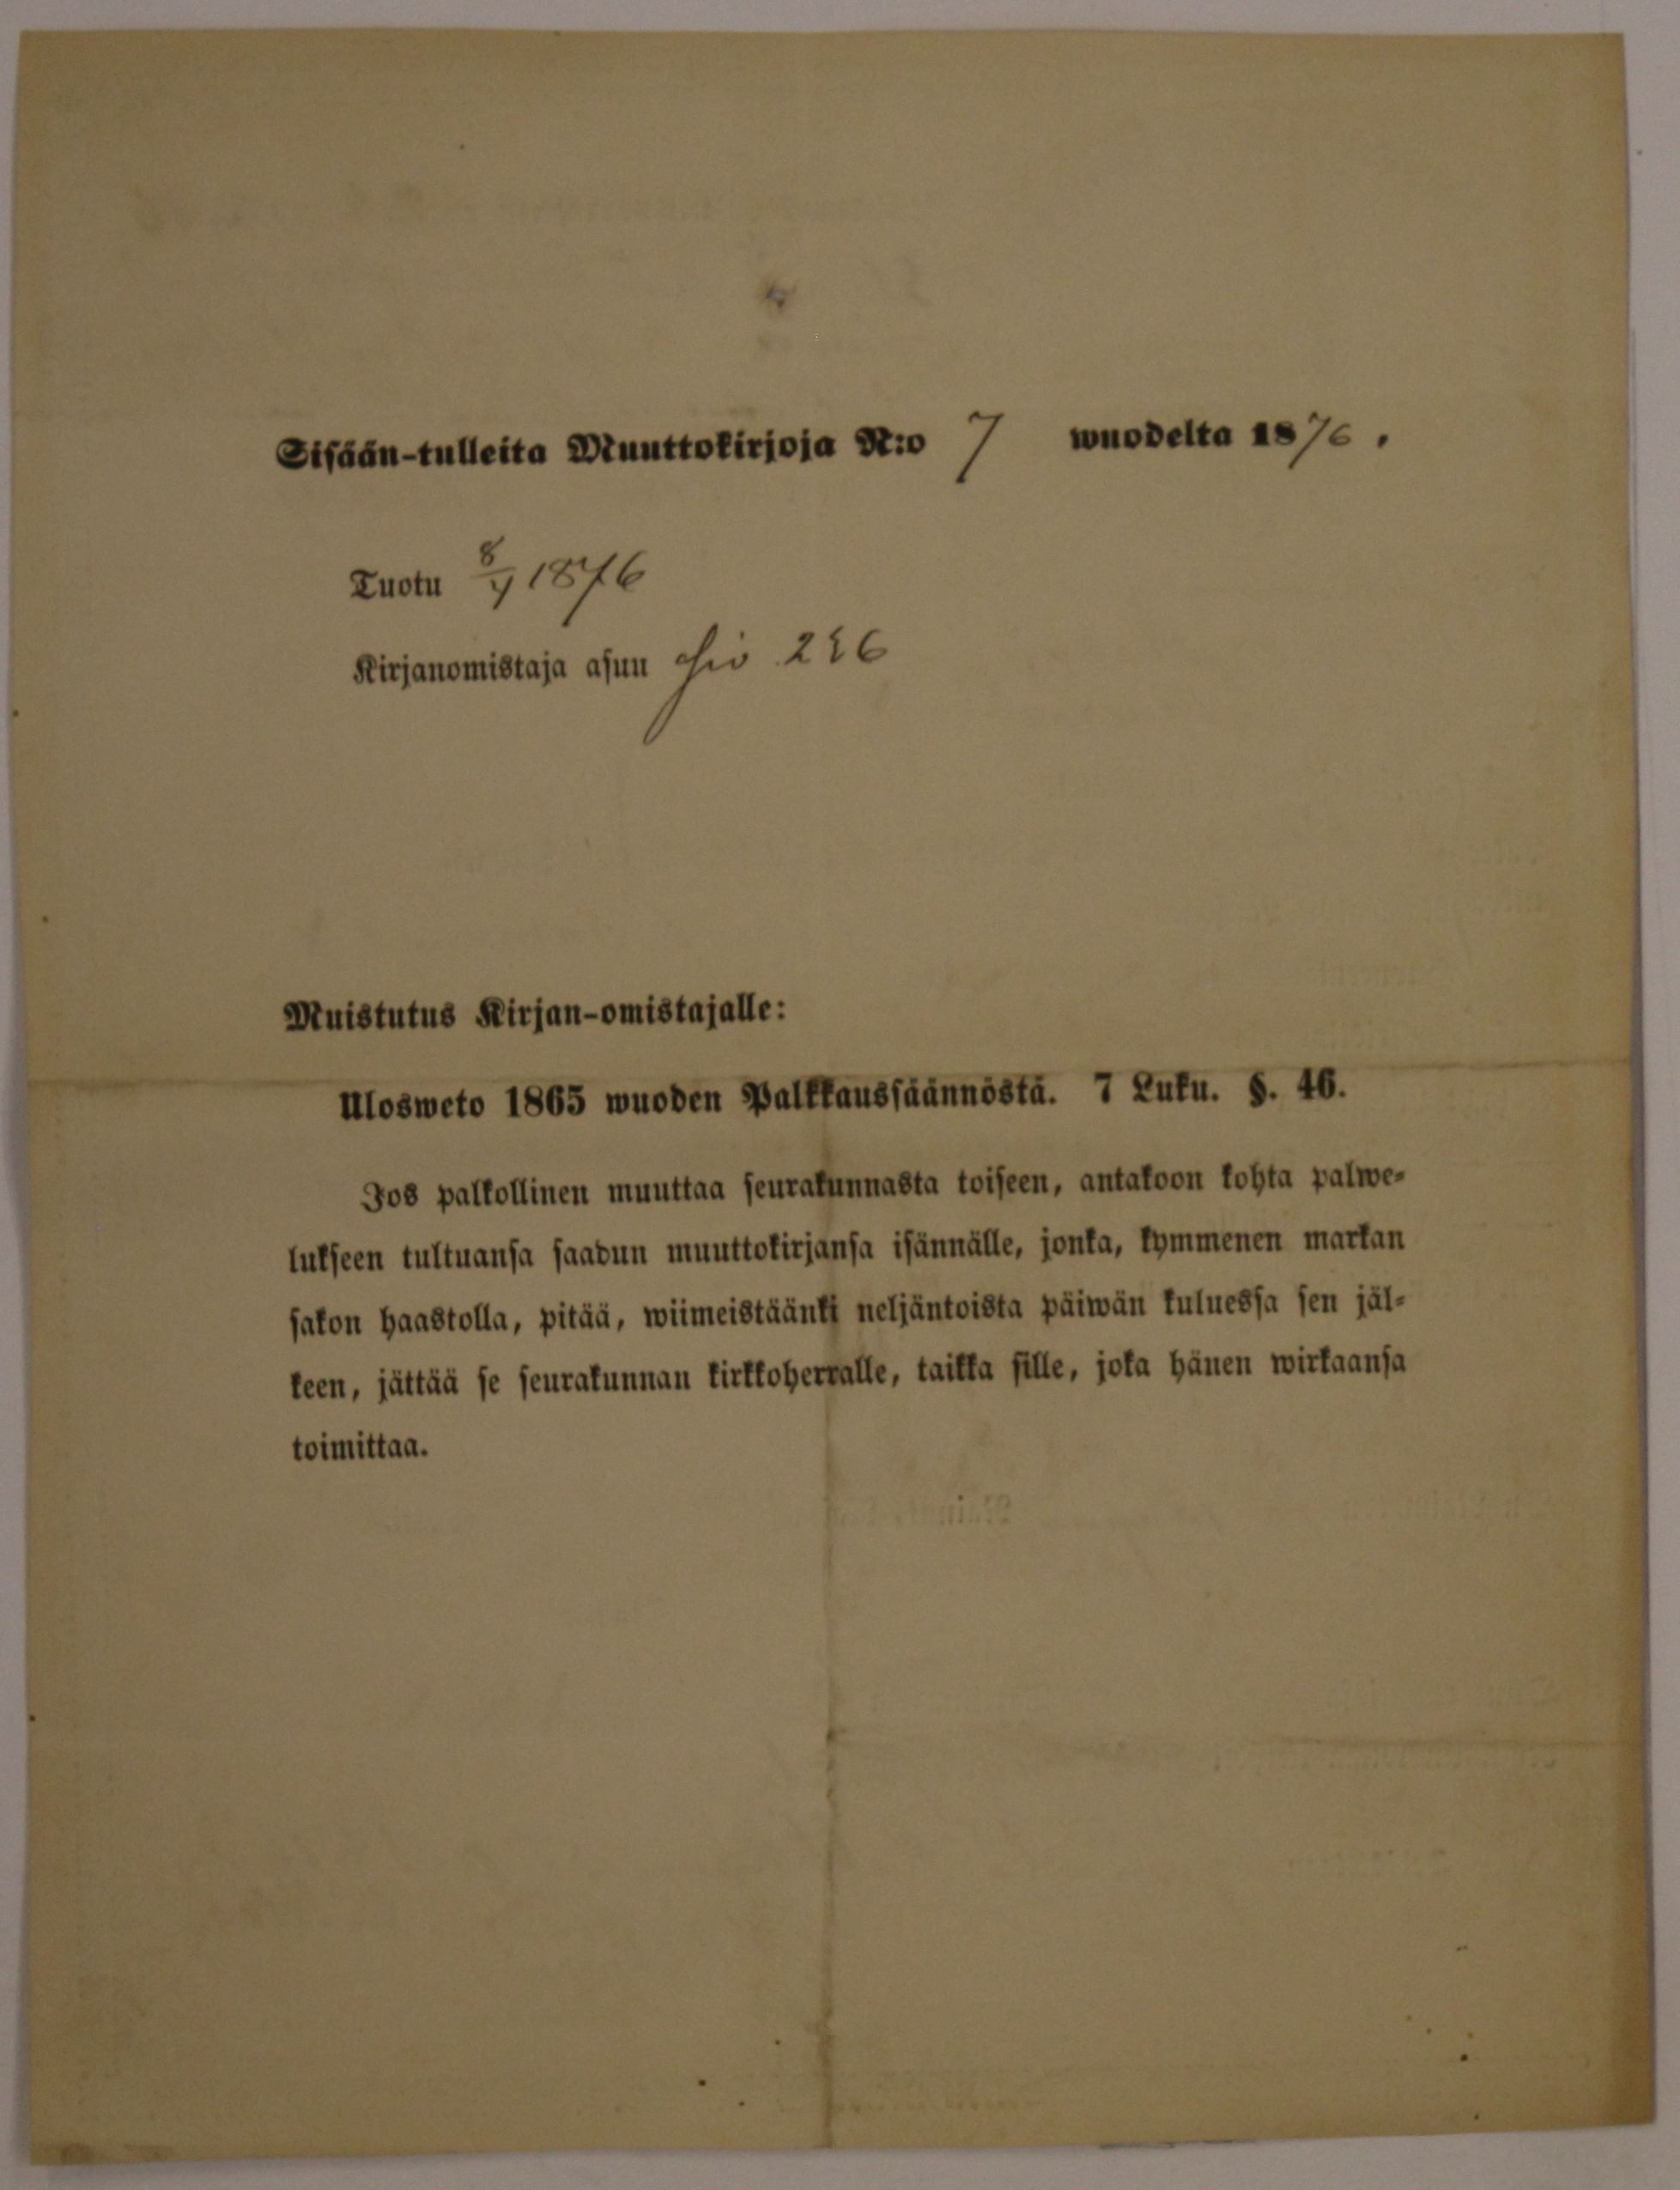 Sisään-tulleita Muuttokirjoja N:o 7 wuodelta 1876.
Tuotu 8/4 1876
Kirjanomistaja asuu siv 226
Muistutus Kirjan-omistajalle:
Ulosweto 1865 wuoden Palkkaussäännöstä. 7 Luku. §. 46.
Jos palkollinen muuttaa seurakunnasta toiseen, antakoon kohta palwe-
lukseen tultuansa saadun muuttokirjansa isännälle, jonka, kymmenen markan
sakon haastolla, pitää, wiimeistäänki neljäntoista päiwän kuluessa sen jäl-
keen, jättää se seurakunnan kirkkoherralle, taikka sille, joka hänen wirkaansa
toimittaa.